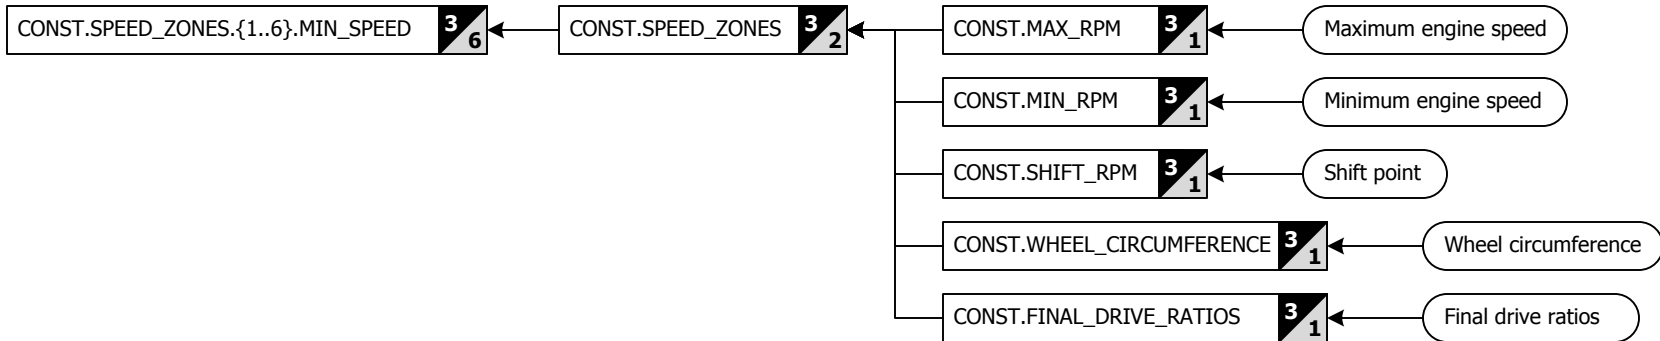 CONST.SPEED_ZONES.{1..6}.MIN_SPEED 3 6
CONST.SPEED_ZONES 3 2
CONST.MAX_RPM 3 1
Maximum engine speed
CONST.MIN_RPM 3 1
Minimum engine speed
CONST.SHIFT_RPM 3 1
Shift point
CONST.WHEEL_CIRCUMFERENCE 3 1
Wheel circumference
CONST.FINAL_DRIVE_RATIOS 3 1
Final drive ratios